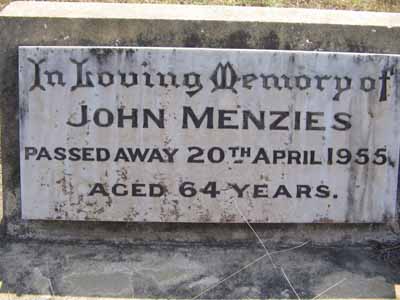 In Loving Memory of
JOHN MENZIES
PASSED AWAY 20TH APRIL 1955
AGED 64 YEARS.